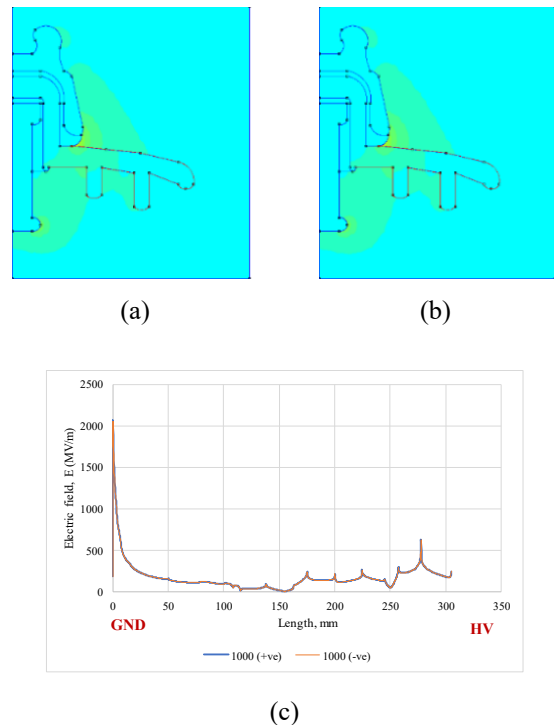 (a) (b)
2500
2000
1500
1000
500
0
Electric field, E (MV/m)
0 50 100 150 200 250 300 350
GND Length, mm HV
1000 (+ve) 1000 (-ve)
(c)